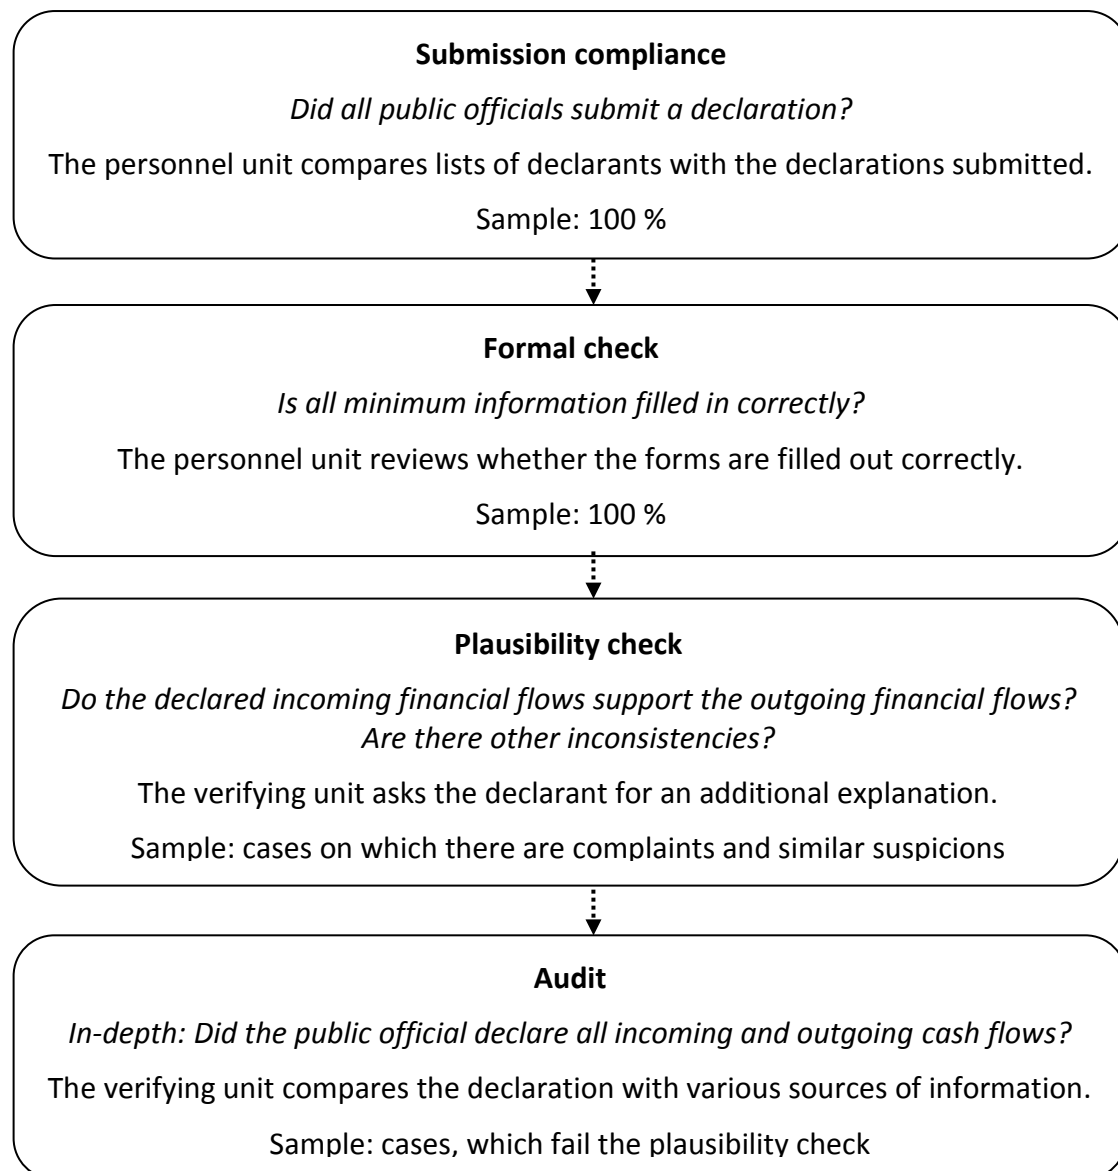 Submission compliance
Did all public officials submit a declaration?
The personnel unit compares lists of declarants with the declarations submitted.
Sample: 100 %
Formal check
Is all minimum information filled in correctly?
The personnel unit reviews whether the forms are filled out correctly.
Sample: 100 %
Plausibility check
Do the declared incoming financial flows support the outgoing financial flows?
Are there other inconsistencies?
The verifying unit asks the declarant for an additional explanation.
Sample: cases on which there are complaints and similar suspicions
Audit
In-depth: Did the public official declare all incoming and outgoing cash flows?
The verifying unit compares the declaration with various sources of information.
Sample: cases, which fail the plausibility check